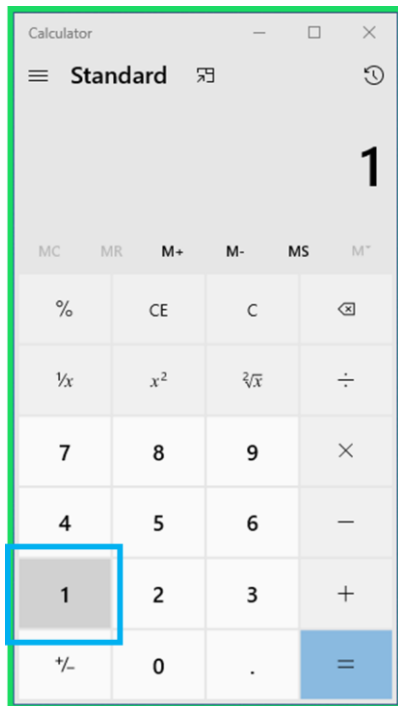 Calculator
Standard
1
MC MR M+ M- MS M˅
% CE C
¹/x x² ²√x ÷
7 8 9 ×
4 5 6 −
1 2 3 +
+/− 0 . =